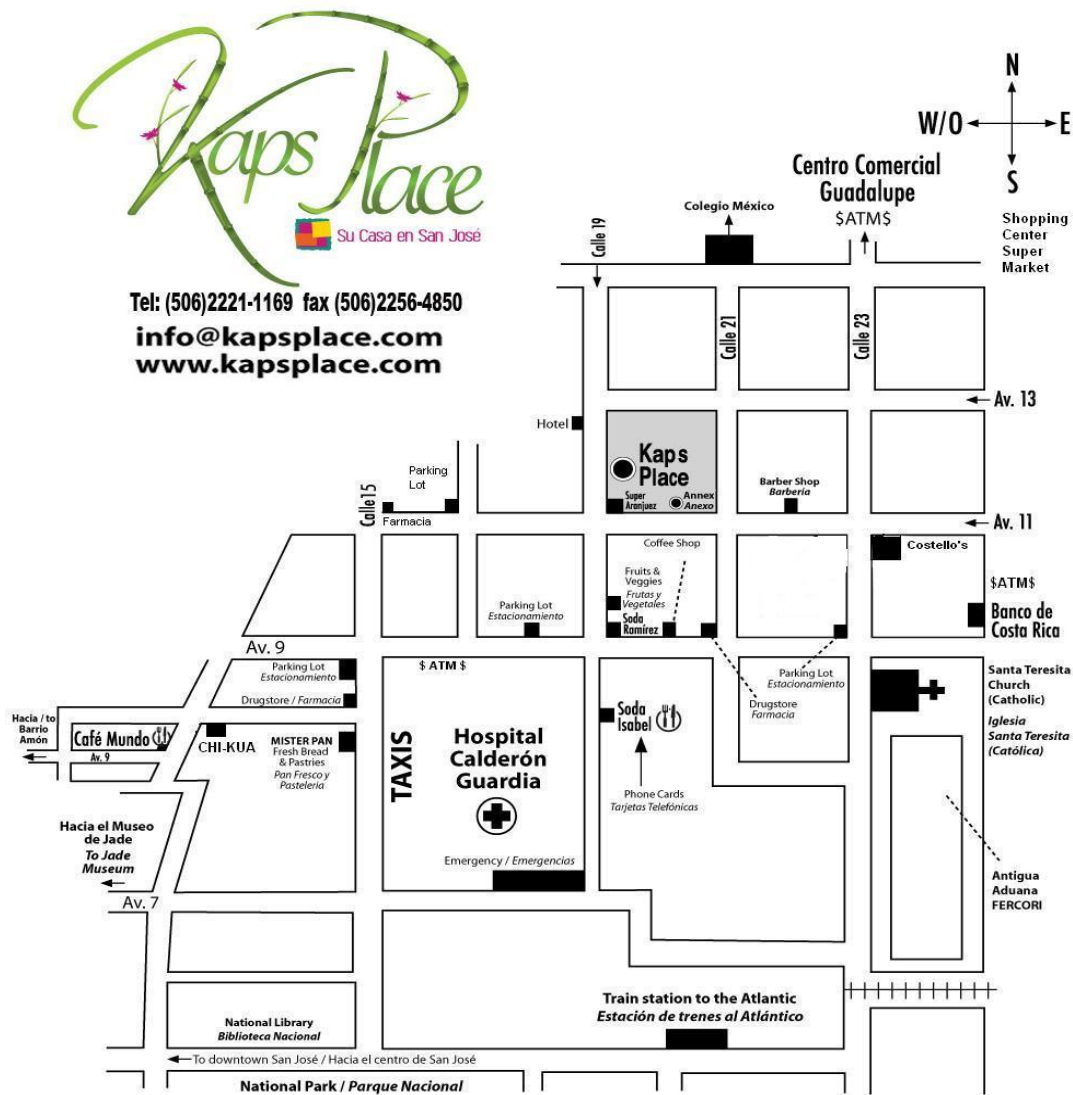 Kaps Place
Su Casa en San José
Tel: (506)2221-1169 fax (506)2256-4850
info@kapsplace.com
www.kapsplace.com
N
W/O
E
S
Centro Comercial
Guadalupe
$ATM$
Shopping
Center
Super
Market
Colegio México
Calle 19
Calle 21
Calle 23
Av. 13
Hotel
Kaps
Place
Super
Aranjuez
Annex
Anexo
Barber Shop
Barbería
Parking
Lot
Calle15
Farmacia
Av. 11
Coffee Shop
Costello's
Fruits &
Veggies
Frutas y
Vegetales
Soda
Ramírez
Parking Lot
Estacionamiento
$ATM$
Banco de
Costa Rica
Av. 9
Parking Lot
Estacionamiento
Drugstore / Farmacia
$ ATM $
Parking Lot
Estacionamiento
Drugstore
Farmacia
Santa Teresita
Church
(Catholic)
Iglesia
Santa Teresita
(Católica)
Hacia / to
Barrio
Amón
Café Mundo
Av. 9
CHI-KUA
MISTER PAN
Fresh Bread
& Pastries
Pan Fresco y
Pasteleria
TAXIS
Hospital
Calderón
Guardia
Soda
Isabel
Phone Cards
Tarjetas Telefónicas
Hacia el Museo
de Jade
To Jade
Museum
Emergency / Emergencias
Antigua
Aduana
FERCORI
Av. 7
Train station to the Atlantic
Estación de trenes al Atlántico
National Library
Biblioteca Nacional
To downtown San José / Hacia el centro de San José
National Park / Parque Nacional